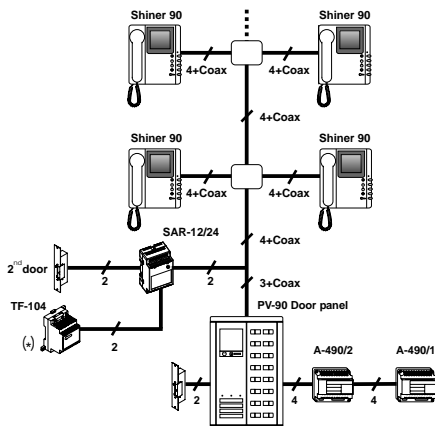 Shiner 90
Shiner 90
4+Coax
4+Coax
4+Coax
Shiner 90
Shiner 90
4+Coax
4+Coax
SAR-12/24
4+Coax
2nd door
2
2
3+Coax
TF-104
PV-90 Door panel
(*)
2
A-490/2
A-490/1
2
4
4